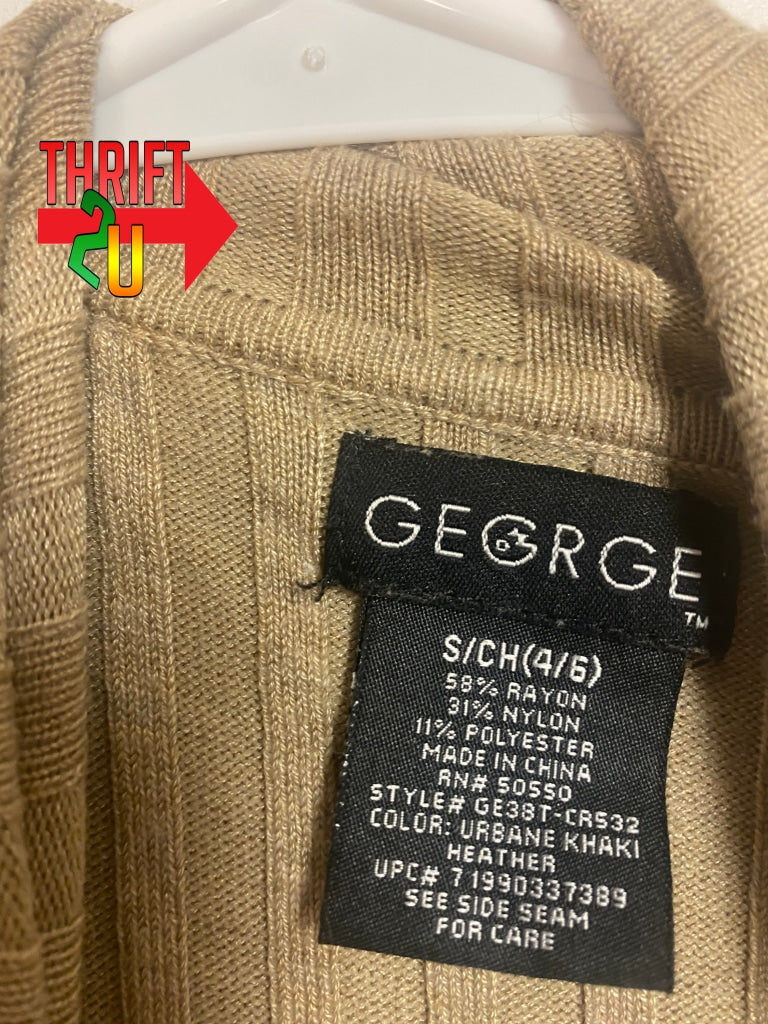 THRIFT
2U
GEORGE
TM
S/CH(4/6)
58% RAYON
31% NYLON
11% POLYESTER
MADE IN CHINA
RN# 50550
STYLE# GE38T-CR532
COLOR: URBANE KHAKI
HEATHER
UPC# 71990337389
SEE SIDE SEAM
FOR CARE